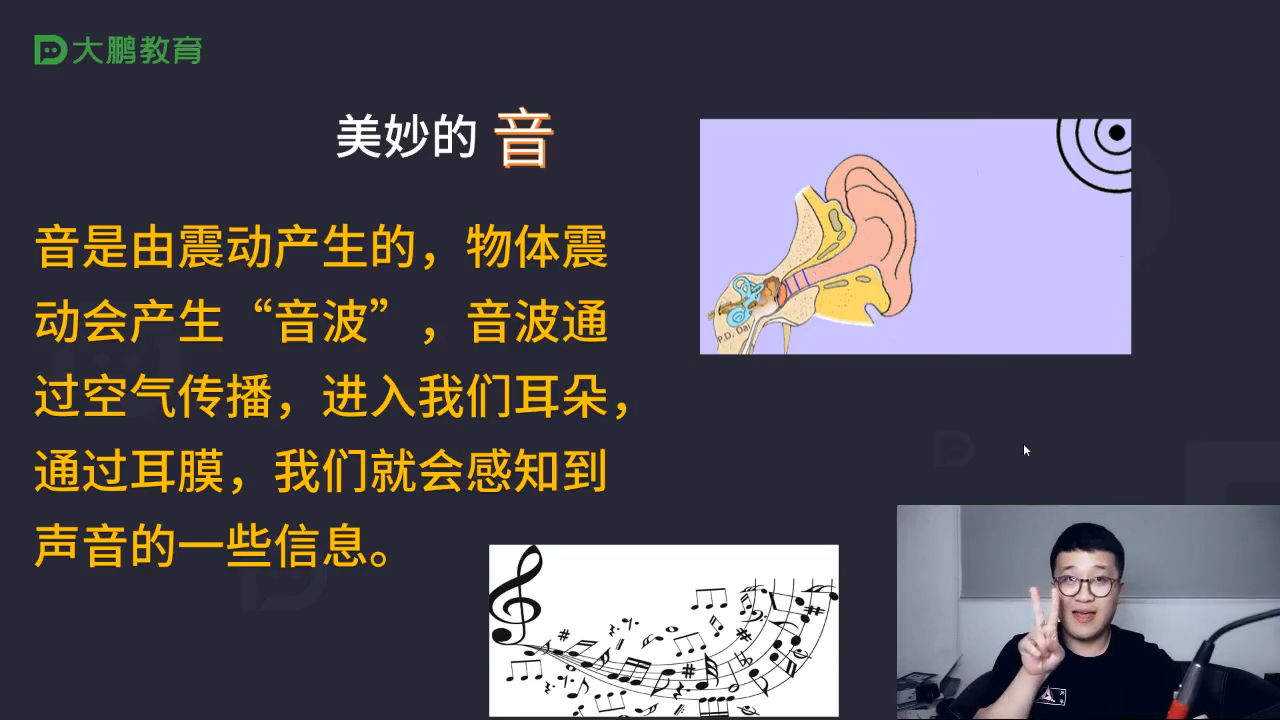 大鹏教育
美妙的 音
音是由震动产生的，物体震
动会产生“音波”，音波通
过空气传播，进入我们耳朵，
通过耳膜，我们就会感知到
声音的一些信息。
P.D. Daj